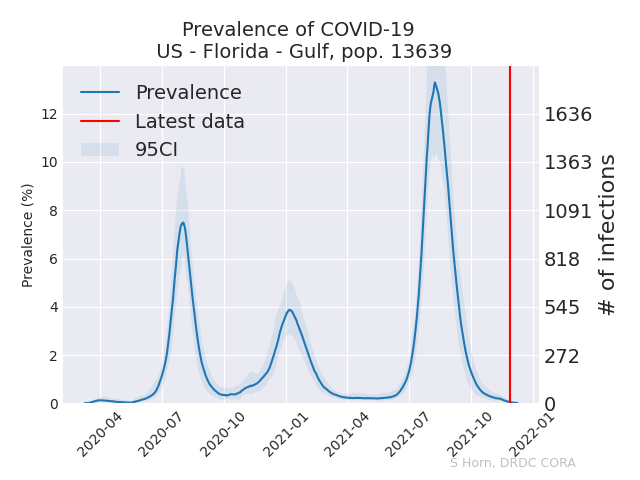 Prevalence of COVID-19
US - Florida - Gulf, pop. 13639
Prevalence
Latest data
95CI
Prevalence (%)
0
2
4
6
8
10
12
0
272
545
818
1091
1363
1636
# of infections
2020-04
2020-07
2020-10
2021-01
2021-04
2021-07
2021-10
2022-01
S Horn, DRDC CORA